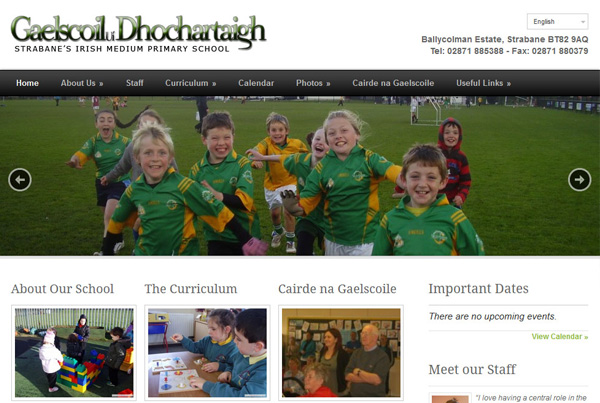 Gaelscoil uí Dhochartaigh
STRABANE'S IRISH MEDIUM PRIMARY SCHOOL
English
Ballycolman Estate, Strabane BT82 9AQ
Tel: 02871 885388 - Fax: 02871 880379
Home About Us » Staff Curriculum » Calendar Photos » Cairde na Gaelscoile Useful Links »
About Our School
The Curriculum
Cairde na Gaelscoile
Important Dates
There are no upcoming events.
View Calendar »
Meet our Staff
"I love having a central role in the